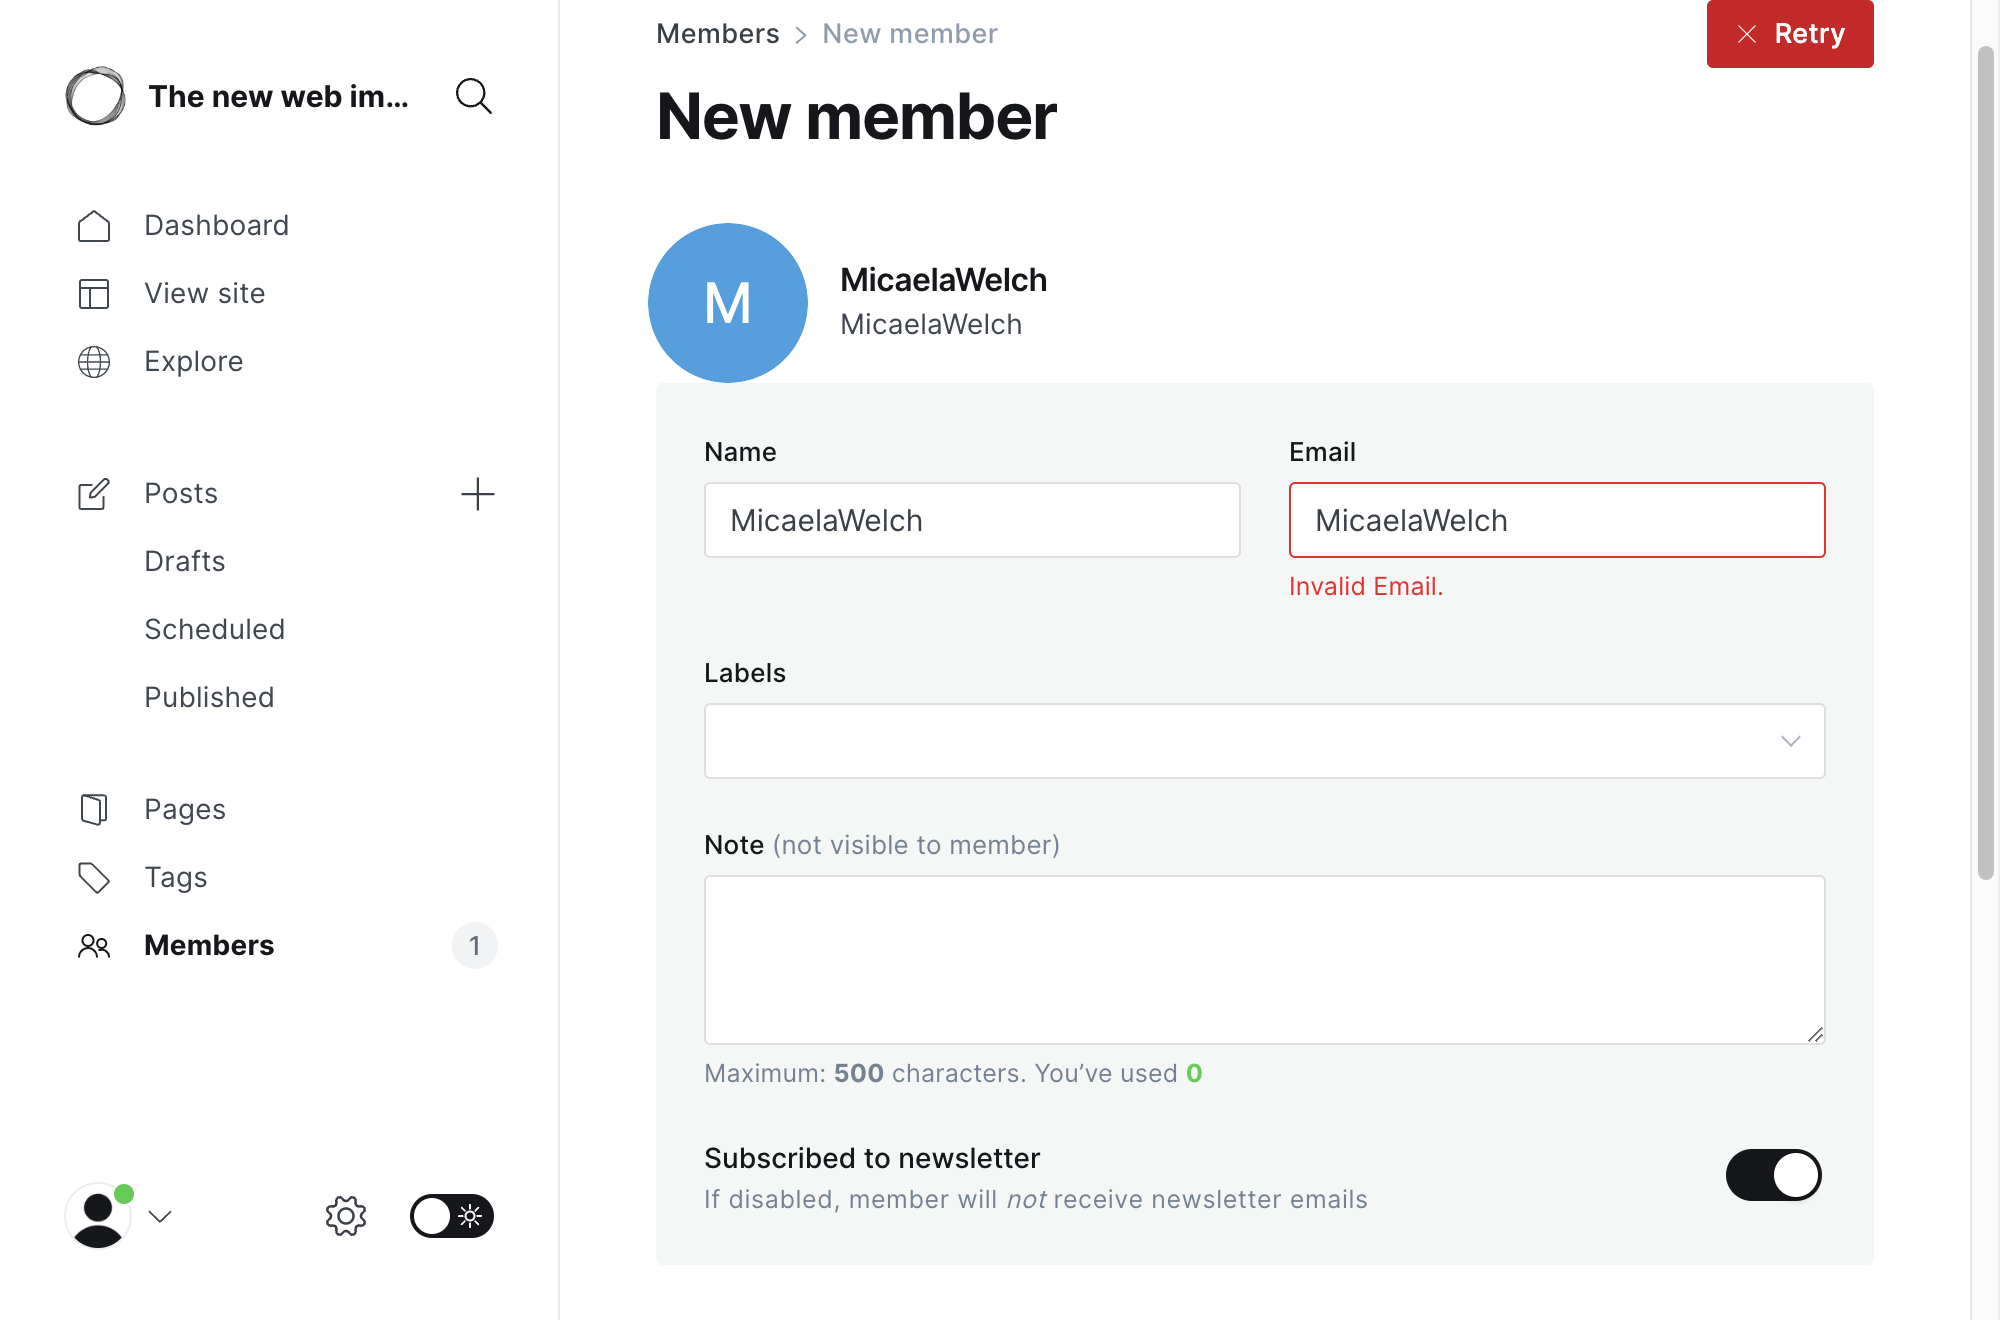 The new web im...
Dashboard
View site
Explore
Posts
Drafts
Scheduled
Published
Pages
Tags
Members 1
Members > New member
Retry
New member
M
MicaelaWelch
MicaelaWelch
Name
MicaelaWelch
Email
MicaelaWelch
Invalid Email.
Labels
Note (not visible to member)
Maximum: 500 characters. You’ve used 0
Subscribed to newsletter
If disabled, member will not receive newsletter emails